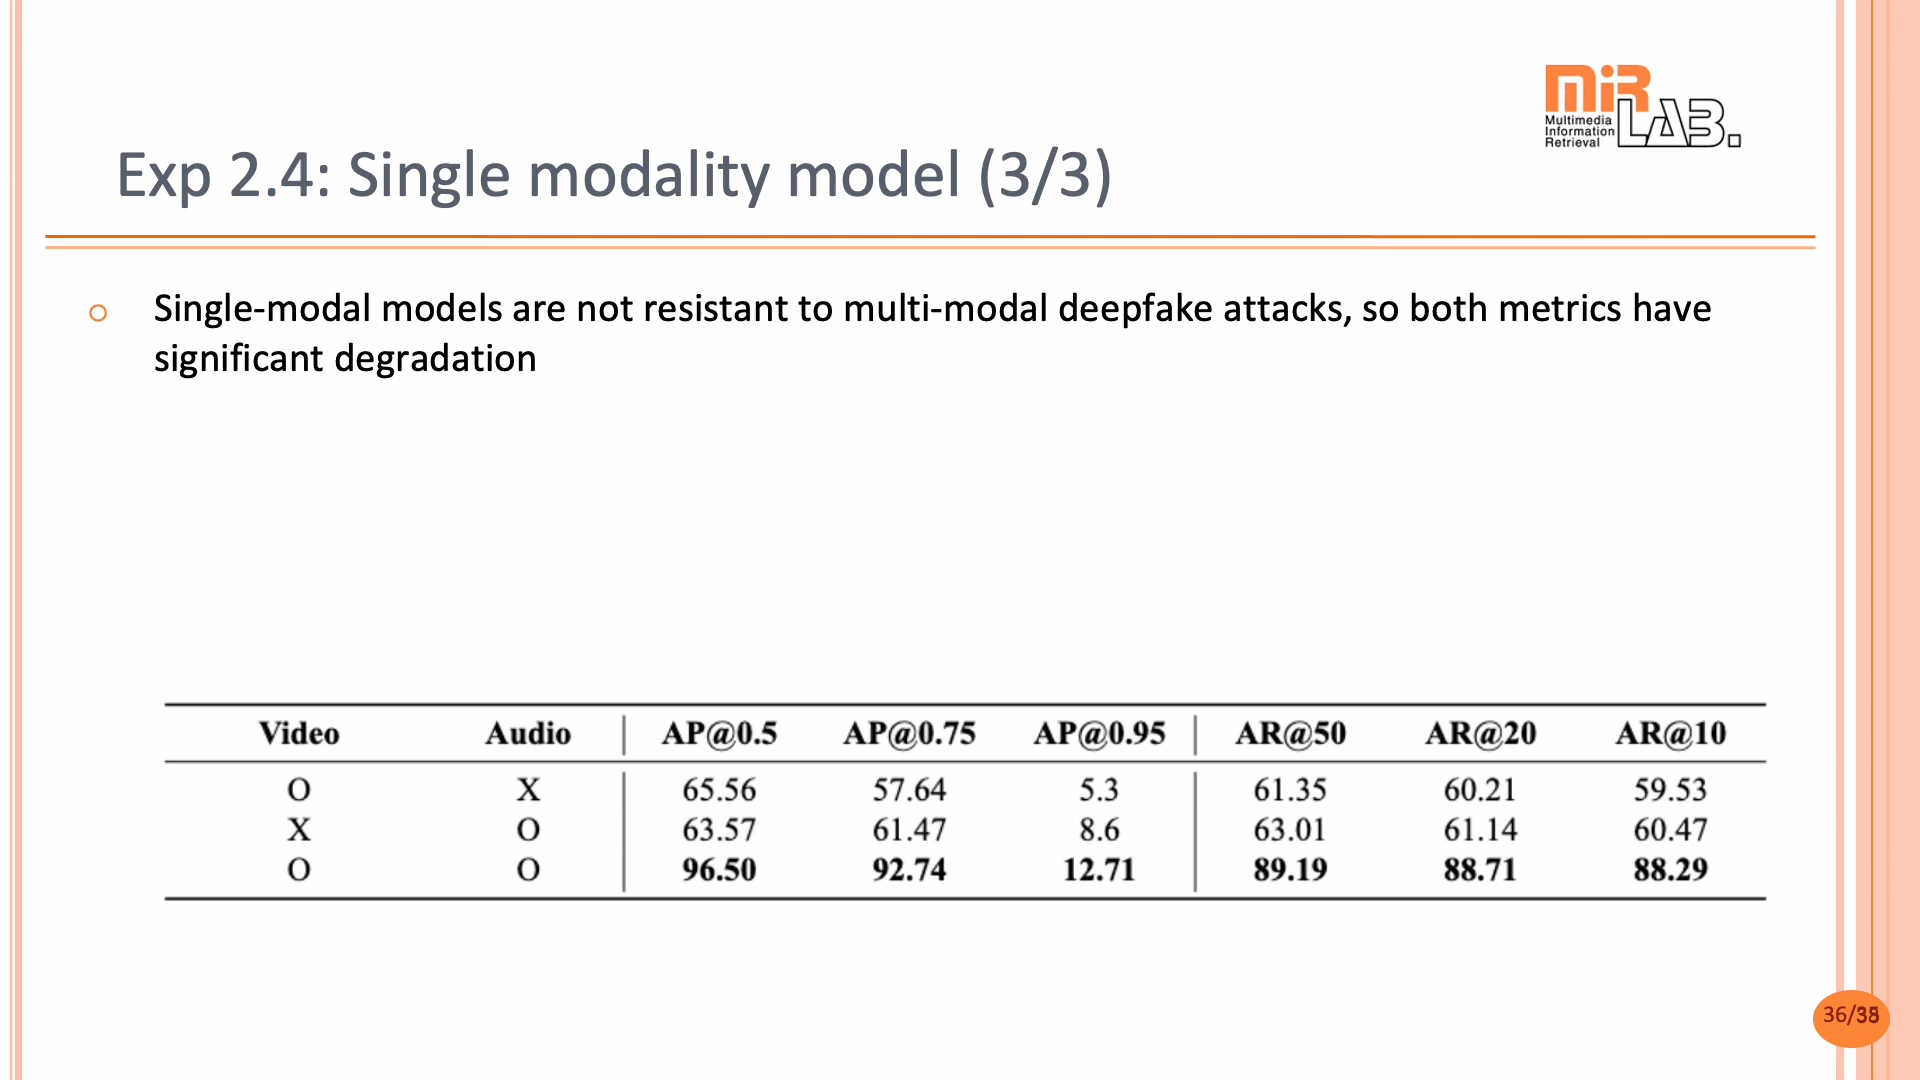 MiR LAB.
Multimedia
Information
Retrieval
Exp 2.4: Single modality model (3/3)
Single-modal models are not resistant to multi-modal deepfake attacks, so both metrics have
significant degradation
Video Audio AP@0.5 AP@0.75 AP@0.95 AR@50 AR@20 AR@10
O X 65.56 57.64 5.3 61.35 60.21 59.53
X O 63.57 61.47 8.6 63.01 61.14 60.47
O O 96.50 92.74 12.71 89.19 88.71 88.29
36/